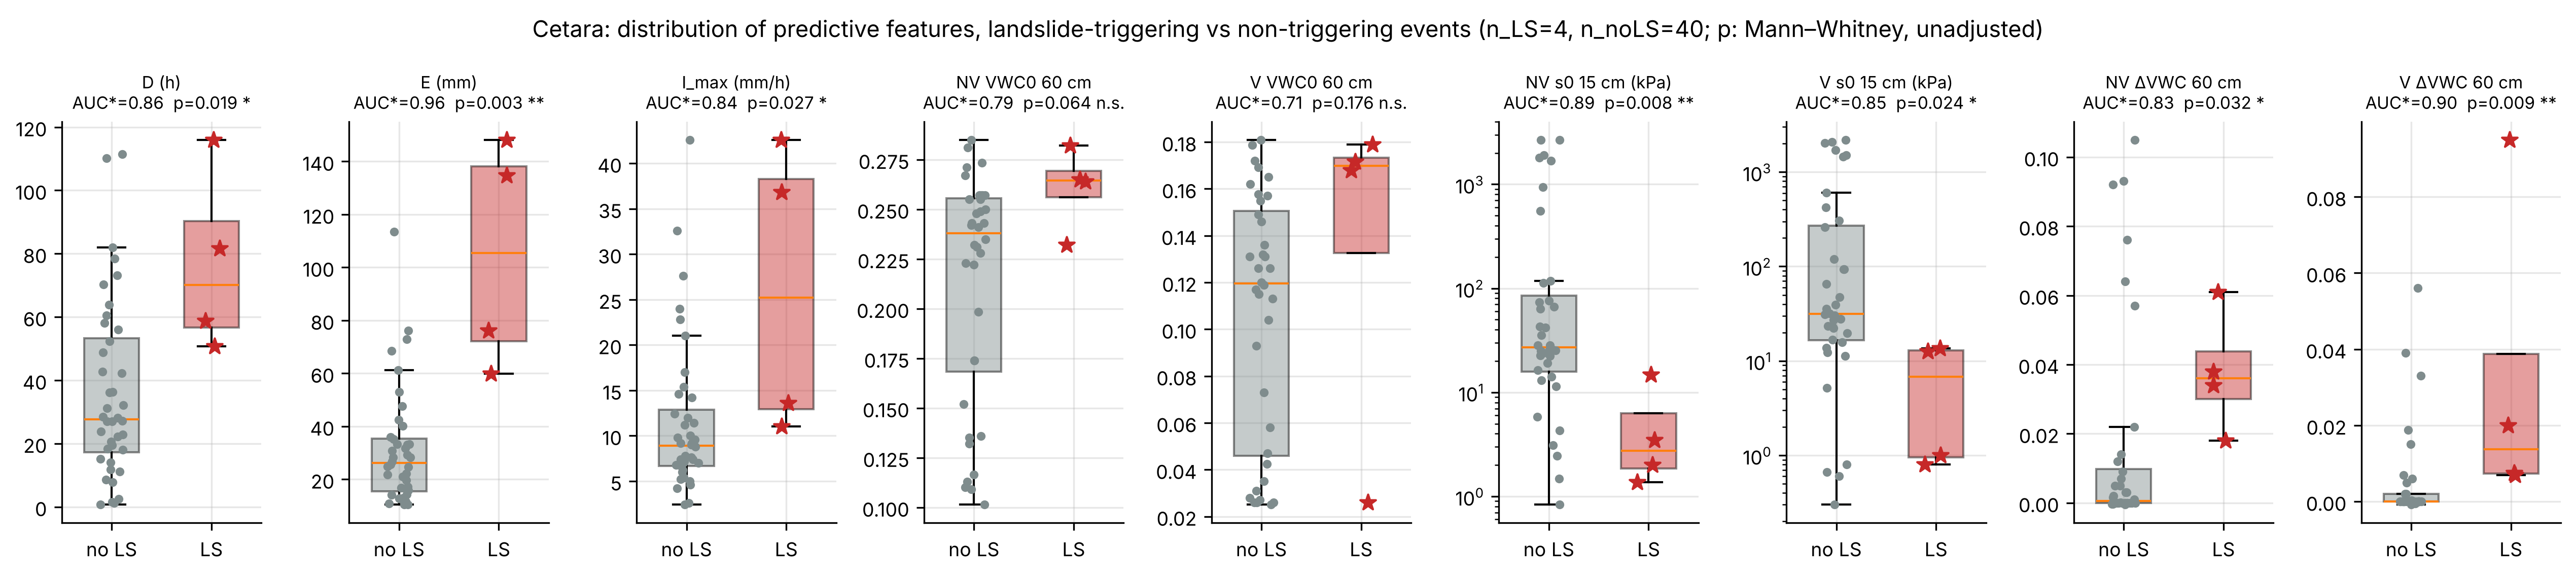 Cetara: distribution of predictive features, landslide-triggering vs non-triggering events (n_LS=4, n_noLS=40; p: Mann–Whitney, unadjusted)
D (h)
AUC*=0.86 p=0.019 *
120
100
80
60
40
20
0
no LS LS
E (mm)
AUC*=0.96 p=0.003 **
140
120
100
80
60
40
20
no LS LS
I_max (mm/h)
AUC*=0.84 p=0.027 *
40
35
30
25
20
15
10
5
no LS LS
NV VWC0 60 cm
AUC*=0.79 p=0.064 n.s.
0.275
0.250
0.225
0.200
0.175
0.150
0.125
0.100
no LS LS
V VWC0 60 cm
AUC*=0.71 p=0.176 n.s.
0.18
0.16
0.14
0.12
0.10
0.08
0.06
0.04
0.02
no LS LS
NV s0 15 cm (kPa)
AUC*=0.89 p=0.008 **
10³
10²
10¹
10⁰
no LS LS
V s0 15 cm (kPa)
AUC*=0.85 p=0.024 *
10³
10²
10¹
10⁰
no LS LS
NV ΔVWC 60 cm
AUC*=0.83 p=0.032 *
0.10
0.08
0.06
0.04
0.02
0.00
no LS LS
V ΔVWC 60 cm
AUC*=0.90 p=0.009 **
0.08
0.06
0.04
0.02
0.00
no LS LS